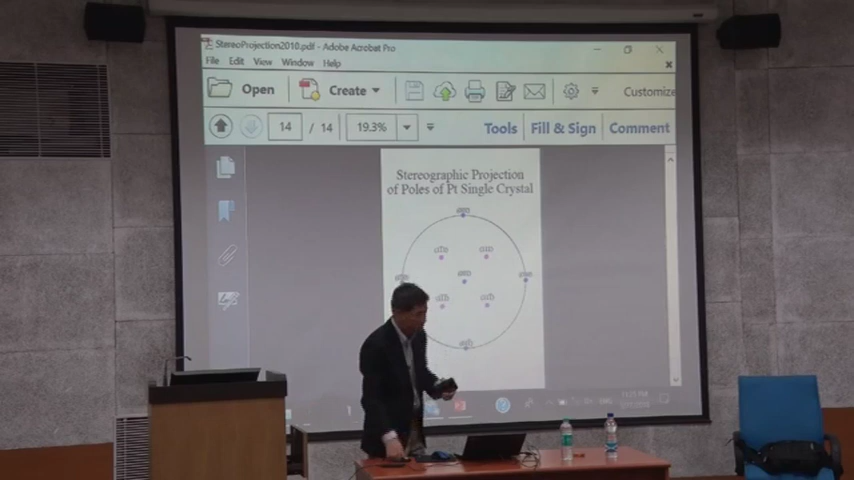 StereoProjection2010.pdf - Adobe Acrobat Pro
File Edit View Window Help
Open Create Customize
14 / 14 19.3% Tools Fill & Sign Comment
Stereographic Projection
of Poles of Pt Single Crystal